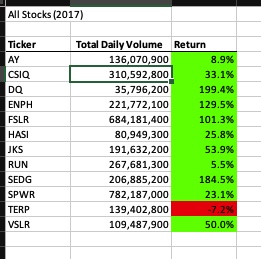 All Stocks (2017)
Ticker Total Daily Volume Return
AY 136,070,900 8.9%
CSIQ 310,592,800 33.1%
DQ 35,796,200 199.4%
ENPH 221,772,100 129.5%
FSLR 684,181,400 101.3%
HASI 80,949,300 25.8%
JKS 191,632,200 53.9%
RUN 267,681,300 5.5%
SEDG 206,885,200 184.5%
SPWR 782,187,000 23.1%
TERP 139,402,800 -7.2%
VSLR 109,487,900 50.0%